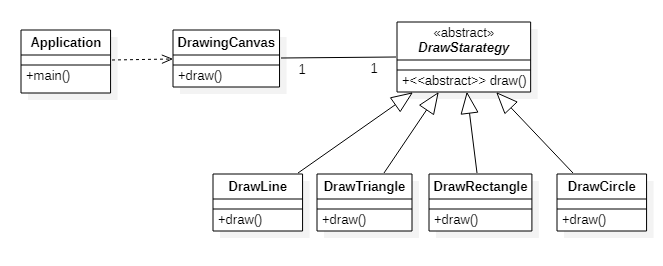 Application
+main()
DrawingCanvas
+draw()
1
1
«abstract»
DrawStarategy
+<<abstract>> draw()
DrawLine
+draw()
DrawTriangle
+draw()
DrawRectangle
+draw()
DrawCircle
+draw()